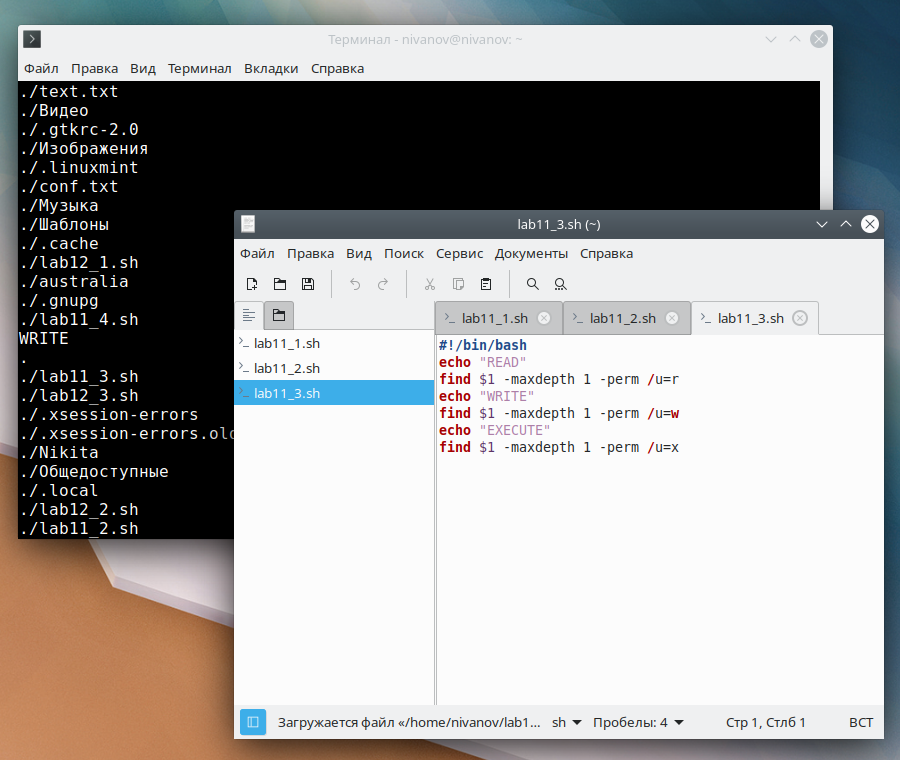 Терминал - nivanov@nivanov: ~
Файл Правка Вид Терминал Вкладки Справка
./text.txt
./Видео
./.gtkrc-2.0
./Изображения
./.linuxmint
./conf.txt
./Музыка
./Шаблоны
./.cache
./lab12_1.sh
./australia
./.gnupg
./lab11_4.sh
WRITE
.
./lab11_3.sh
./lab12_3.sh
./.xsession-errors
./.xsession-errors.old
./Nikita
./Общедоступные
./.local
./lab12_2.sh
./lab11_2.sh
lab11_3.sh (~)
Файл Правка Вид Поиск Сервис Документы Справка
lab11_1.sh lab11_2.sh lab11_3.sh
lab11_1.sh
lab11_2.sh
lab11_3.sh
#!/bin/bash
echo "READ"
find $1 -maxdepth 1 -perm /u=r
echo "WRITE"
find $1 -maxdepth 1 -perm /u=w
echo "EXECUTE"
find $1 -maxdepth 1 -perm /u=x
Загружается файл «/home/nivanov/lab1... sh Пробелы: 4 Стр 1, Стлб 1 ВСТ